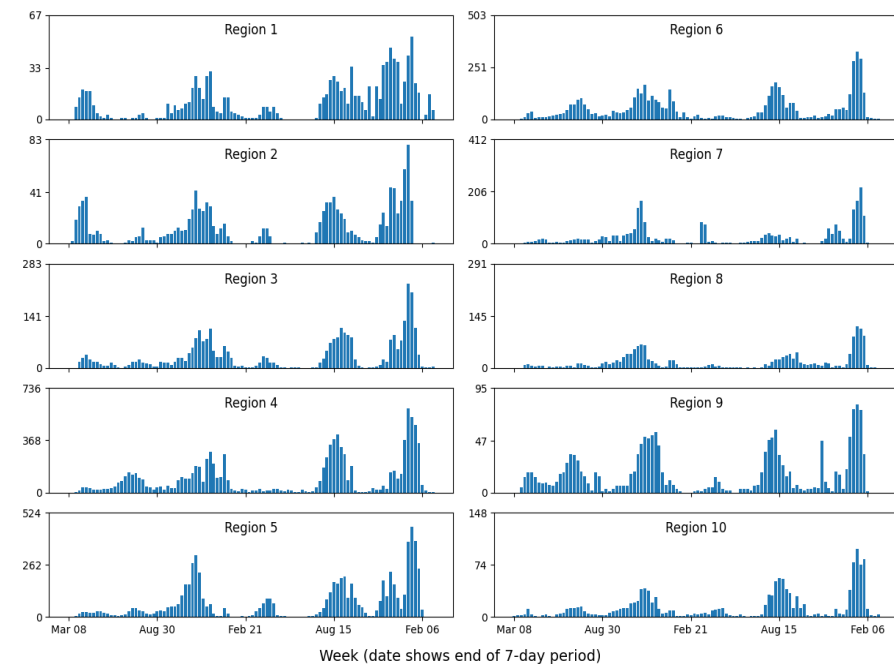 67
33
0
Region 1
83
41
0
Region 2
283
141
0
Region 3
736
368
0
Region 4
524
262
0
Region 5
Mar 08 Aug 30 Feb 21 Aug 15 Feb 06
503
251
0
Region 6
412
206
0
Region 7
291
145
0
Region 8
95
47
0
Region 9
148
74
0
Region 10
Mar 08 Aug 30 Feb 21 Aug 15 Feb 06
Week (date shows end of 7-day period)